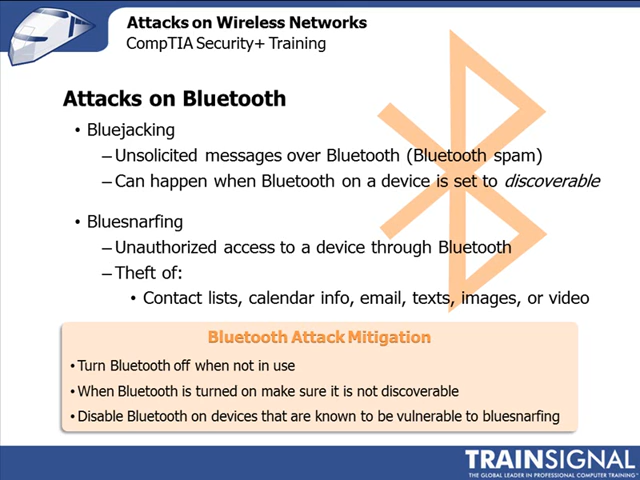 Attacks on Wireless Networks
CompTIA Security+ Training
Attacks on Bluetooth
• Bluejacking
– Unsolicited messages over Bluetooth (Bluetooth spam)
– Can happen when Bluetooth on a device is set to discoverable
• Bluesnarfing
– Unauthorized access to a device through Bluetooth
– Theft of:
• Contact lists, calendar info, email, texts, images, or video
Bluetooth Attack Mitigation
• Turn Bluetooth off when not in use
• When Bluetooth is turned on make sure it is not discoverable
• Disable Bluetooth on devices that are known to be vulnerable to bluesnarfing
TRAINSIGNAL
THE GLOBAL LEADER IN PROFESSIONAL COMPUTER TRAINING